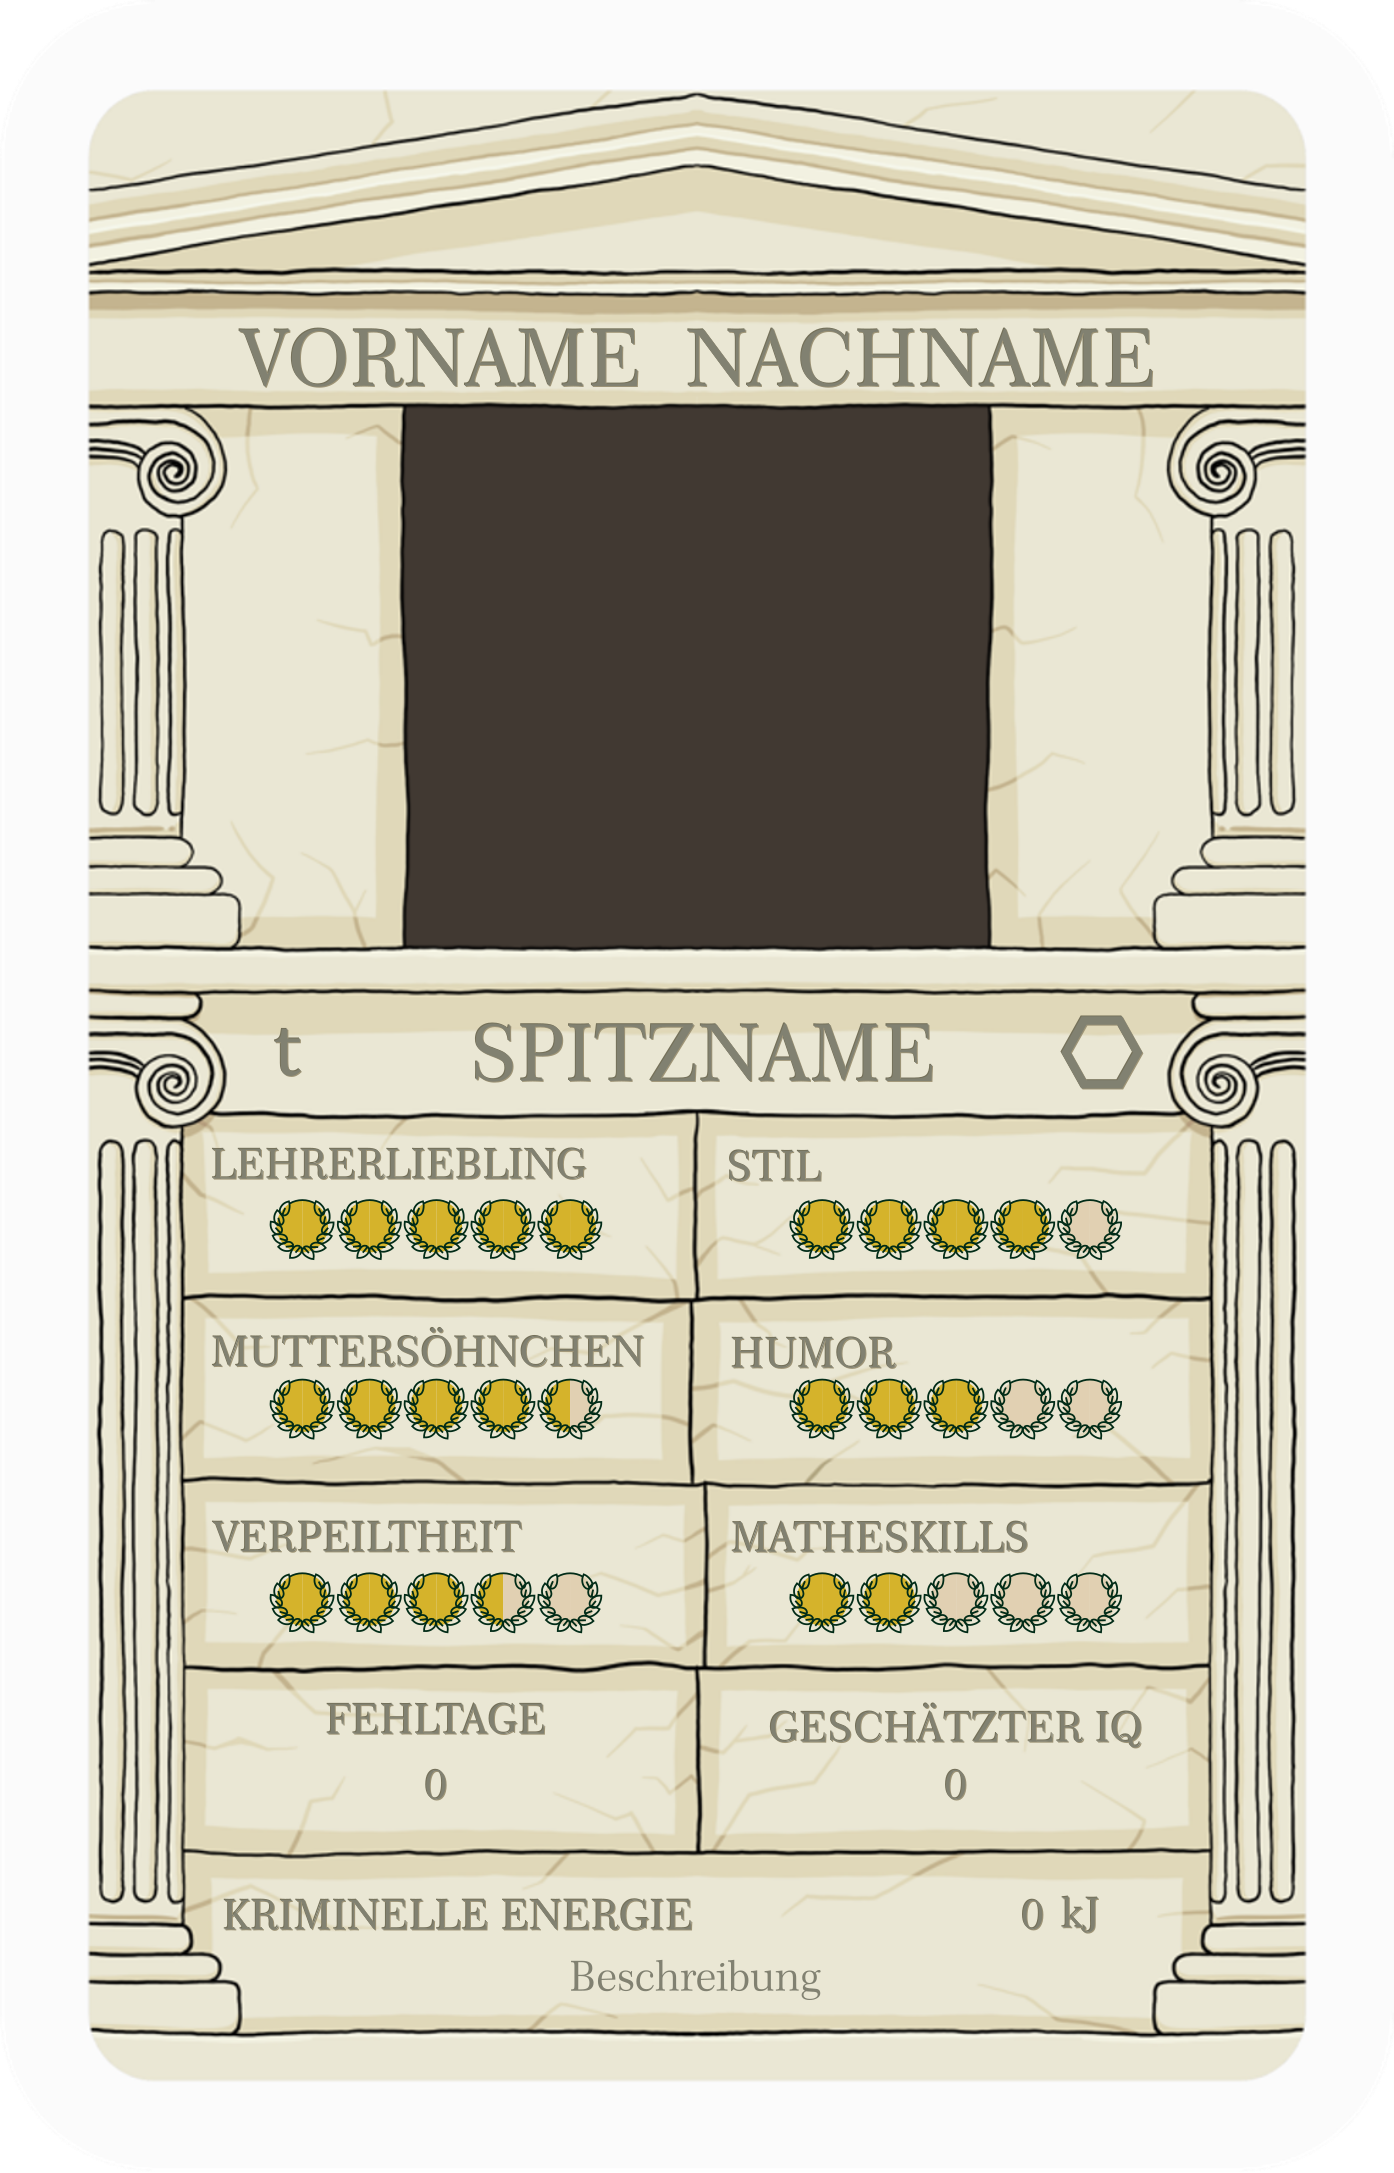 VORNAME NACHNAME
t SPITZNAME
LEHRERLIEBLING STIL
MUTTERSÖHNCHEN HUMOR
VERPEILTHEIT MATHESKILLS
FEHLTAGE GESCHÄTZTER IQ
0 0
KRIMINELLE ENERGIE 0 kJ
Beschreibung